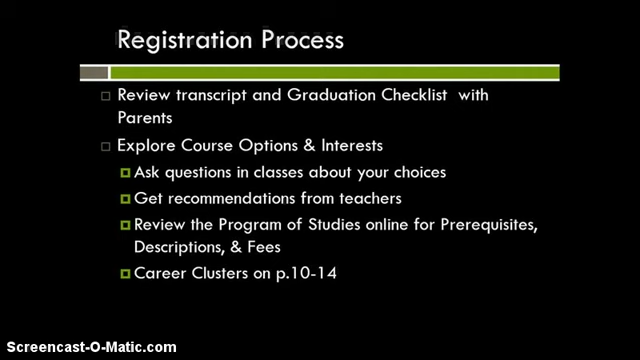 Registration Process
Review transcript and Graduation Checklist with
Parents
Explore Course Options & Interests
Ask questions in classes about your choices
Get recommendations from teachers
Review the Program of Studies online for Prerequisites,
Descriptions, & Fees
Career Clusters on p.10-14
Screencast-O-Matic.com